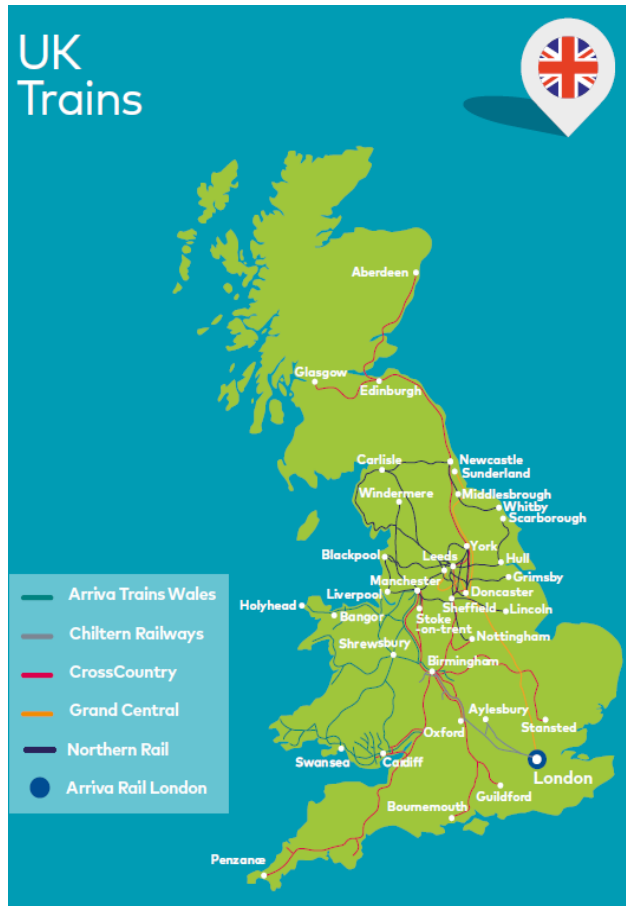 UK
Trains
Aberdeen
Glasgow
Edinburgh
Carlisle
Newcastle
Sunderland
Windermere
Middlesbrough
Whitby
Scarborough
York
Blackpool
Leeds
Hull
Manchester
Grimsby
Liverpool
Doncaster
Holyhead
Sheffield
Lincoln
Bangor
Stoke
on-trent
Nottingham
Shrewsbury
Birmingham
Aylesbury
Oxford
Stansted
Swansea
Cardiff
London
Guildford
Bournemouth
Penzance
Arriva Trains Wales
Chiltern Railways
CrossCountry
Grand Central
Northern Rail
Arriva Rail London